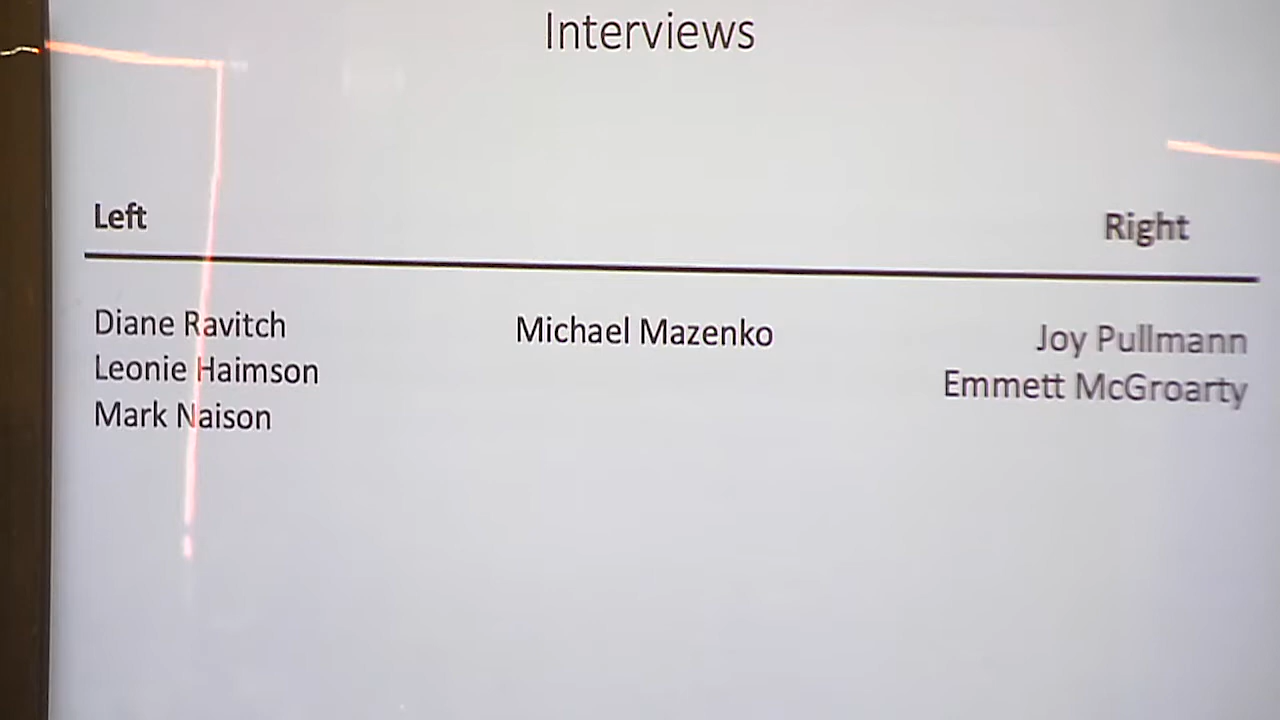 Interviews
Left
Right
Diane Ravitch
Michael Mazenko
Joy Pullmann
Leonie Haimson
Emmett McGroarty
Mark Naison